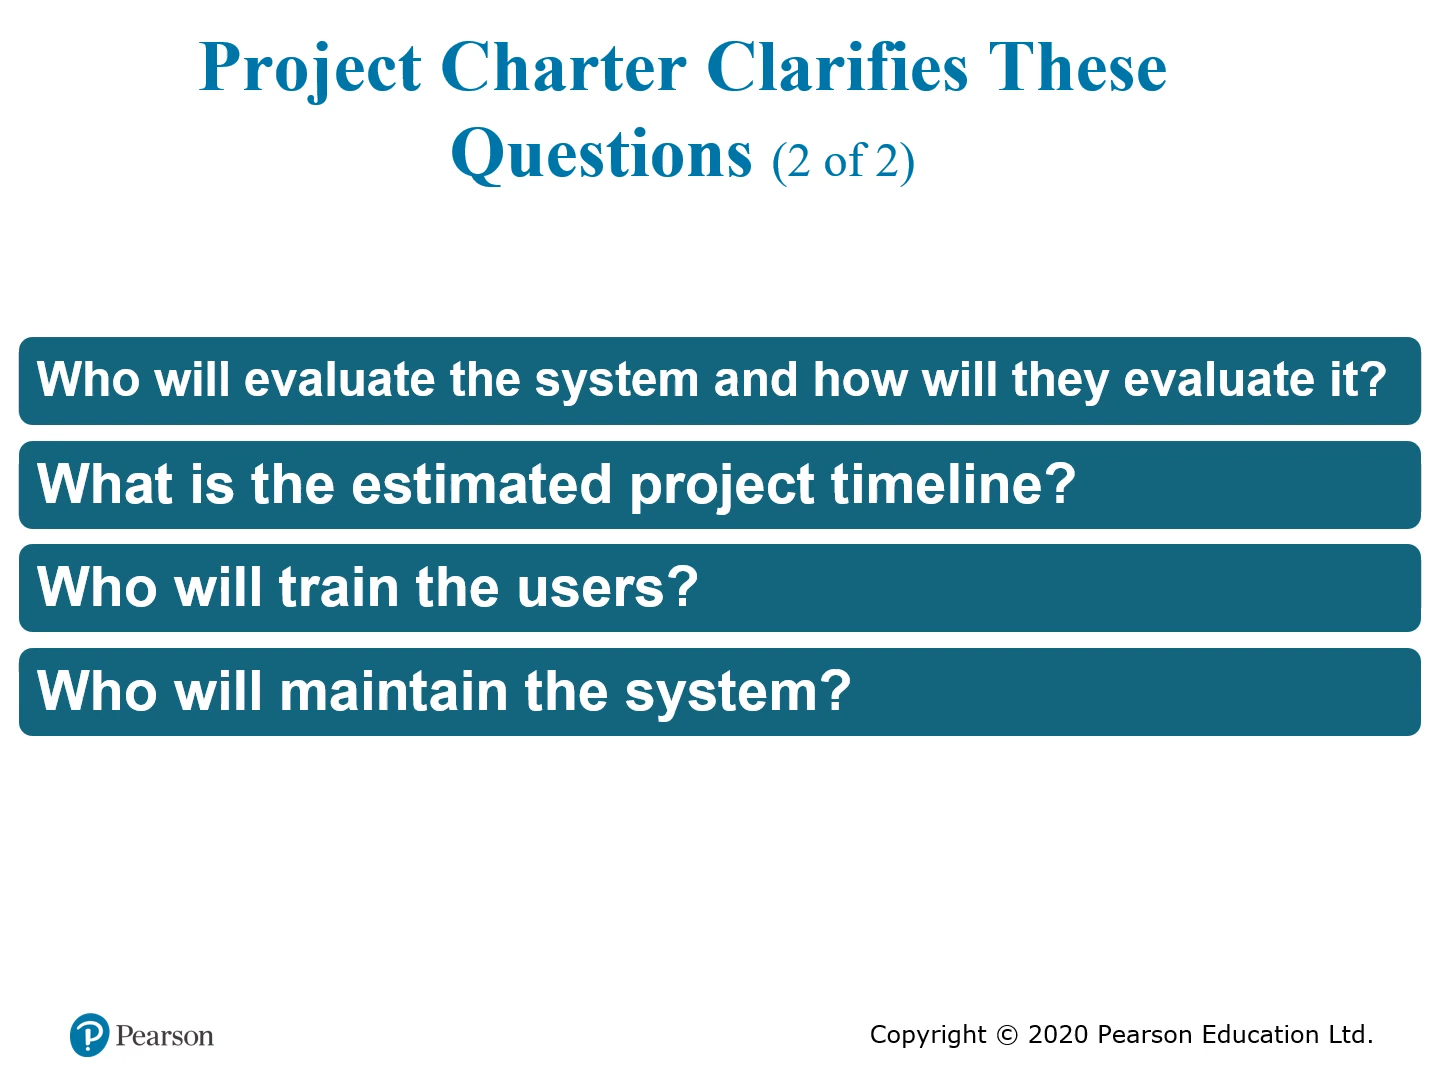 Project Charter Clarifies These
Questions (2 of 2)
Who will evaluate the system and how will they evaluate it?
What is the estimated project timeline?
Who will train the users?
Who will maintain the system?
Pearson
Copyright © 2020 Pearson Education Ltd.